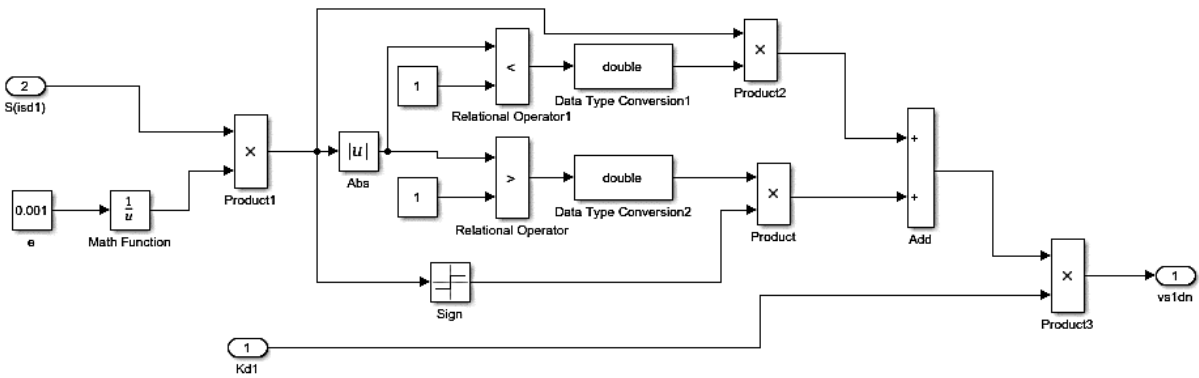 2
S(isd1)
0.001
e
1
u
Math Function
×
Product1
|u|
Abs
1
<
Relational Operator1
double
Data Type Conversion1
×
Product2
1
>
Relational Operator
double
Data Type Conversion2
×
Product
Sign
+
+
Add
1
Kd1
×
Product3
1
vs1dn